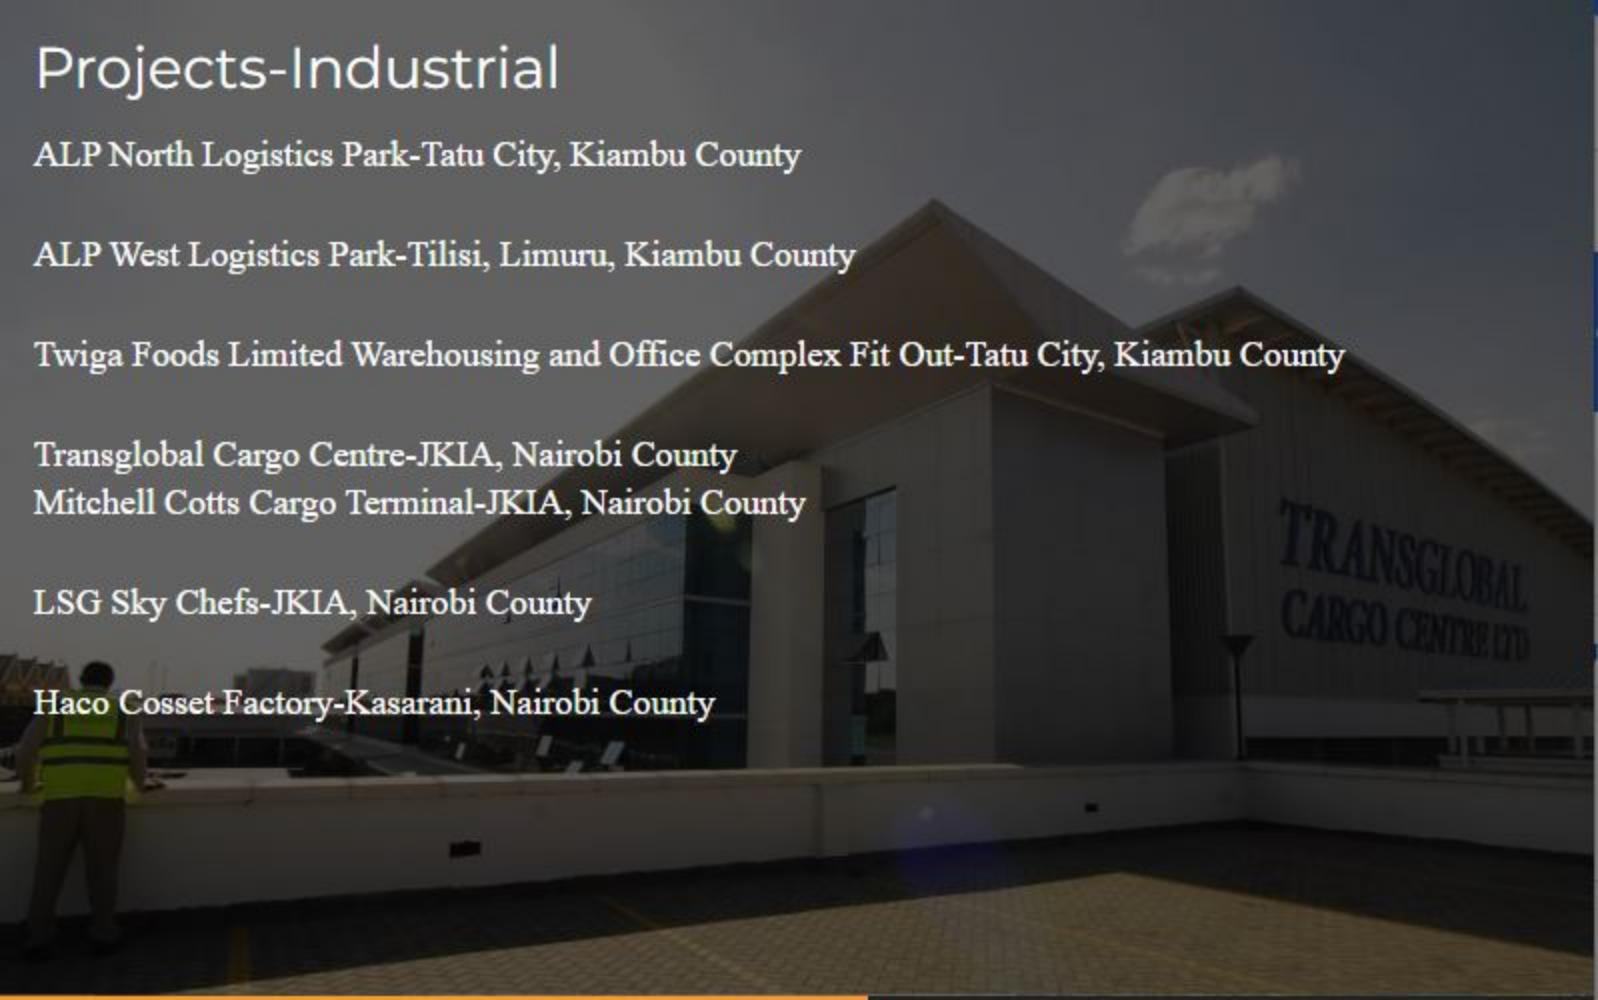 Projects-Industrial
ALP North Logistics Park-Tatu City, Kiambu County
ALP West Logistics Park-Tilisi, Limuru, Kiambu County
Twiga Foods Limited Warehousing and Office Complex Fit Out-Tatu City, Kiambu County
Transglobal Cargo Centre-JKIA, Nairobi County
Mitchell Cotts Cargo Terminal-JKIA, Nairobi County
LSG Sky Chefs-JKIA, Nairobi County
Haco Cosset Factory-Kasarani, Nairobi County
TRANSGLOBAL
CARGO CENTRE LTD